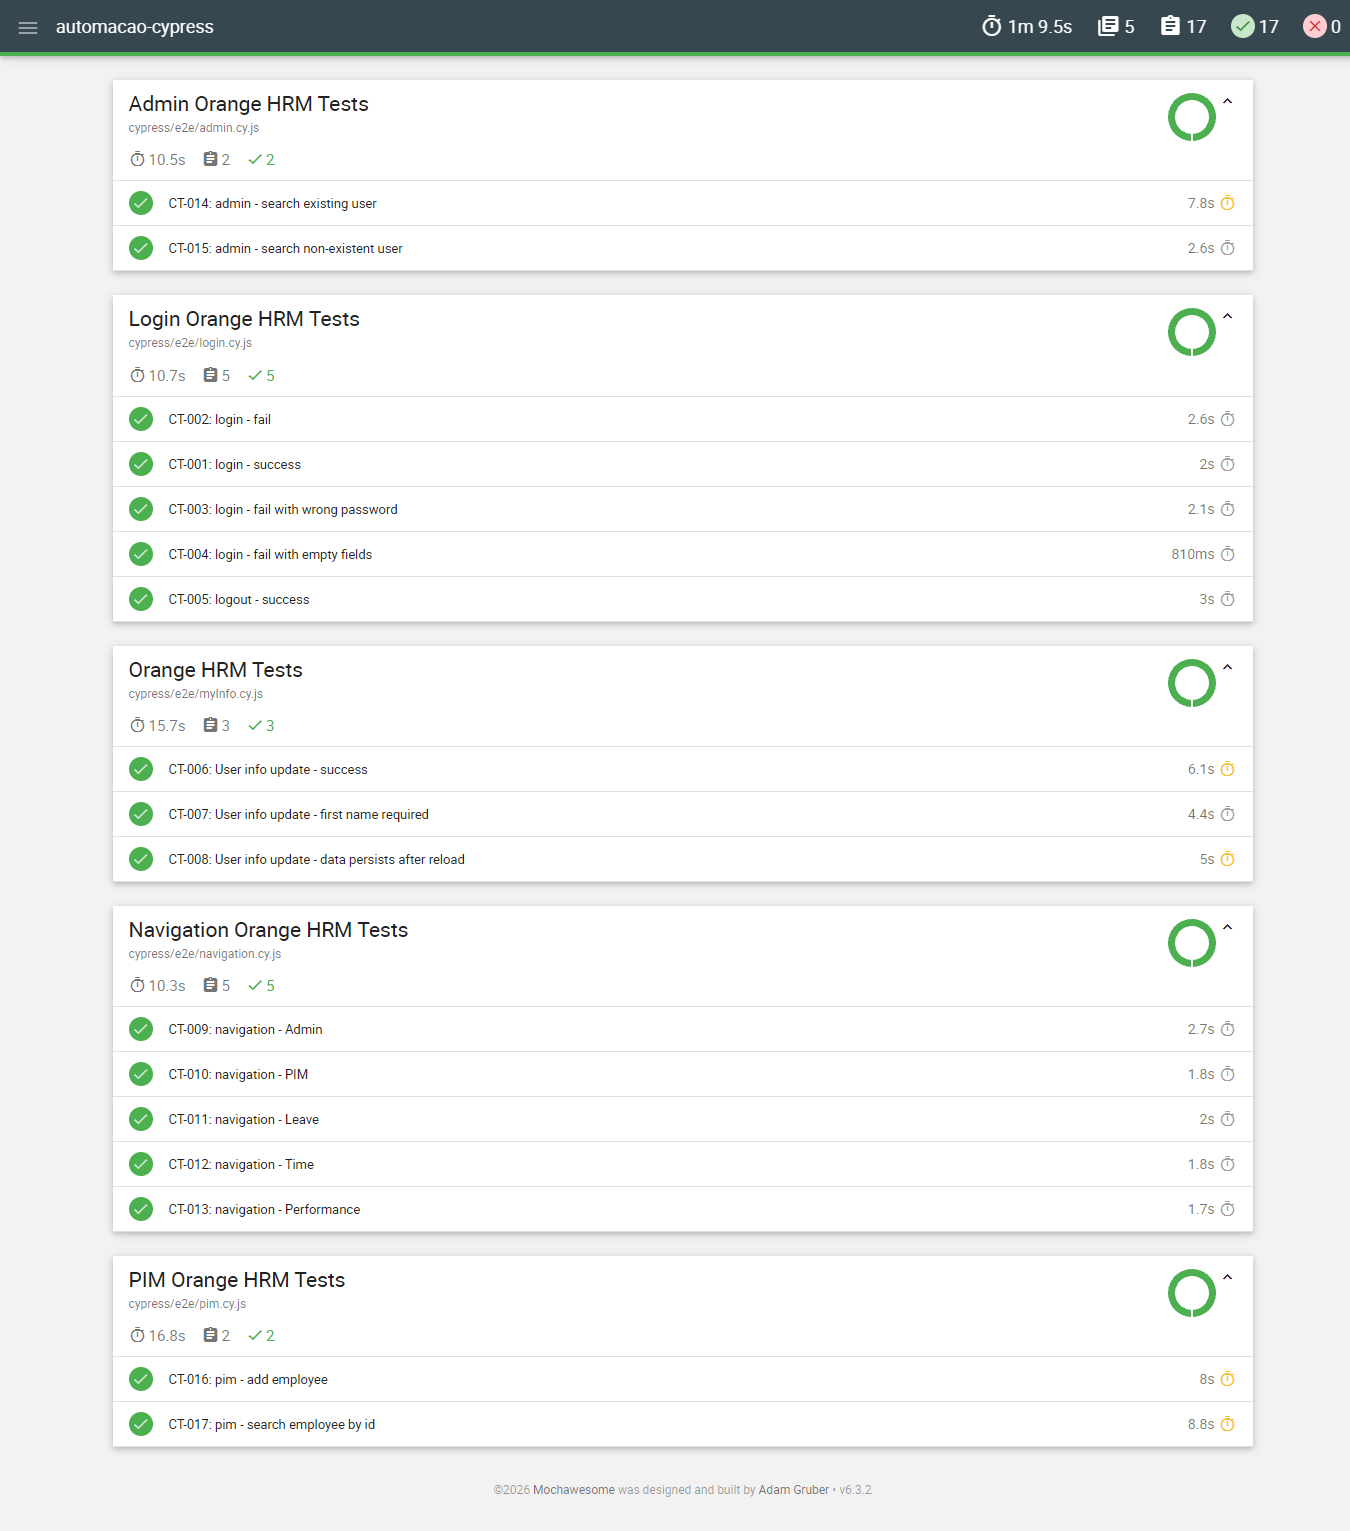 automacao-cypress 1m 9.5s 5 17 17 0
Admin Orange HRM Tests
cypress/e2e/admin.cy.js
10.5s 2 2
CT-014: admin - search existing user 7.8s
CT-015: admin - search non-existent user 2.6s
Login Orange HRM Tests
cypress/e2e/login.cy.js
10.7s 5 5
CT-002: login - fail 2.6s
CT-001: login - success 2s
CT-003: login - fail with wrong password 2.1s
CT-004: login - fail with empty fields 810ms
CT-005: logout - success 3s
Orange HRM Tests
cypress/e2e/myInfo.cy.js
15.7s 3 3
CT-006: User info update - success 6.1s
CT-007: User info update - first name required 4.4s
CT-008: User info update - data persists after reload 5s
Navigation Orange HRM Tests
cypress/e2e/navigation.cy.js
10.3s 5 5
CT-009: navigation - Admin 2.7s
CT-010: navigation - PIM 1.8s
CT-011: navigation - Leave 2s
CT-012: navigation - Time 1.8s
CT-013: navigation - Performance 1.7s
PIM Orange HRM Tests
cypress/e2e/pim.cy.js
16.8s 2 2
CT-016: pim - add employee 8s
CT-017: pim - search employee by id 8.8s
©2026 Mochawesome was designed and built by Adam Gruber • v6.3.2